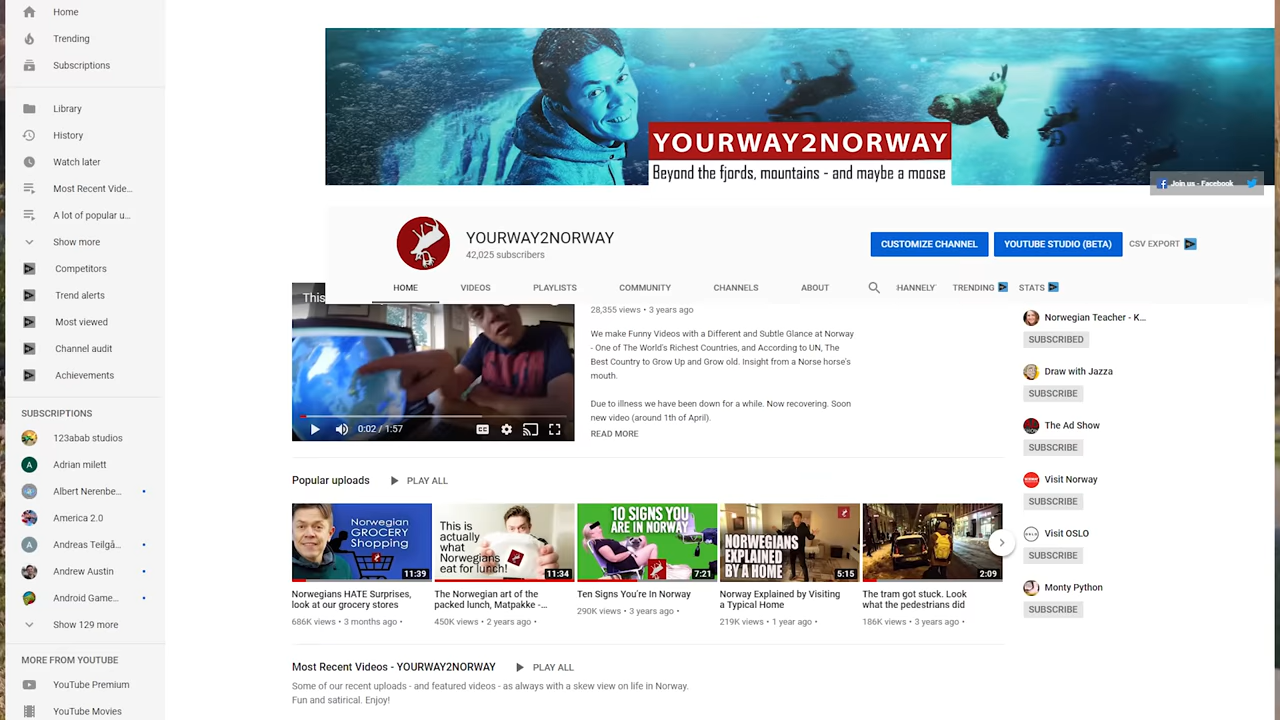 Home
Trending
Subscriptions
Library
History
Watch later
Most Recent Vide...
A lot of popular u...
Show more
Competitors
Trend alerts
Most viewed
Channel audit
Achievements
SUBSCRIPTIONS
123abab studios
A Adrian milett
Albert Nerenbe...
America 2.0
A Andreas Teilgå...
Andrew Austin
Android Game...
Show 129 more
MORE FROM YOUTUBE
YouTube Premium
YouTube Movies
YOURWAY2NORWAY
Beyond the fjords, mountains - and maybe a moose
Join us - Facebook
YOURWAY2NORWAY
42,025 subscribers
CUSTOMIZE CHANNEL
YOUTUBE STUDIO (BETA)
CSV EXPORT
HOME VIDEOS PLAYLISTS COMMUNITY CHANNELS ABOUT HANNELY TRENDING STATS
This
0:02 / 1:57
28,355 views • 3 years ago
We make Funny Videos with a Different and Subtle Glance at Norway
- One of The World's Richest Countries, and According to UN, The
Best Country to Grow Up and Grow old. Insight from a Norse horse's
mouth.
Due to illness we have been down for a while. Now recovering. Soon
new video (around 1th of April).
READ MORE
Popular uploads
PLAY ALL
Norwegian
GROCERY
Shopping
11:39
Norwegians HATE Surprises,
look at our grocery stores
686K views • 3 months ago •
This is
actually
what
Norwegians
eat for lunch!
11:34
The Norwegian art of the
packed lunch, Matpakke -...
450K views • 2 years ago •
10 SIGNS YOU
ARE IN NORWAY
7:21
Ten Signs You're In Norway
290K views • 3 years ago •
NORWEGIANS
EXPLAINED
BY A HOME
5:15
Norway Explained by Visiting
a Typical Home
219K views • 1 year ago •
2:09
The tram got stuck. Look
what the pedestrians did
186K views • 3 years ago •
Most Recent Videos - YOURWAY2NORWAY
PLAY ALL
Some of our recent uploads - and featured videos - as always with a skew view on life in Norway.
Fun and satirical. Enjoy!
Norwegian Teacher - K...
SUBSCRIBED
Draw with Jazza
SUBSCRIBE
The Ad Show
SUBSCRIBE
Visit Norway
SUBSCRIBE
Visit OSLO
SUBSCRIBE
Monty Python
SUBSCRIBE